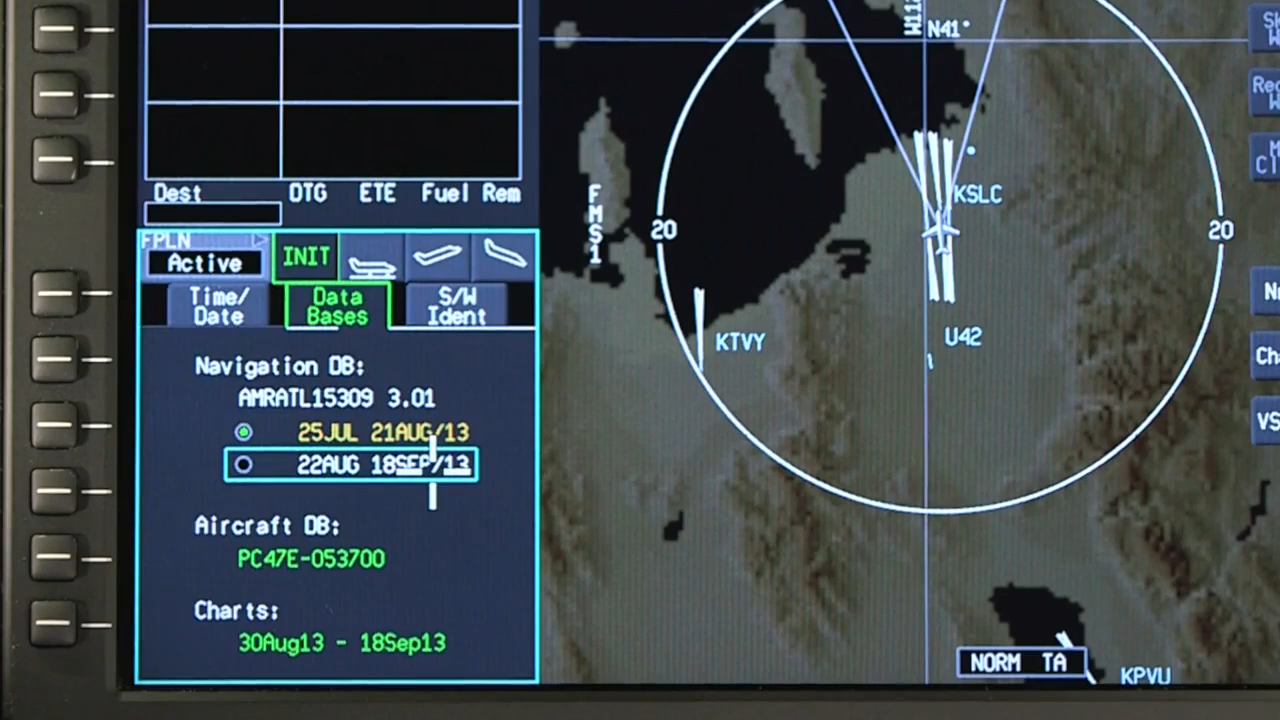 W112
N41°
Dest DTG ETE Fuel Rem
FMS1
KSLC
20
20
FPLN
Active
INIT
Time/
Date
Data
Bases
S/W
Ident
U42
KTVY
Navigation DB:
AMRATL15309 3.01
25JUL 21AUG/13
22AUG 18SEP/13
Aircraft DB:
PC47E-053700
Charts:
30Aug13 - 18Sep13
NORM TA
KPVU